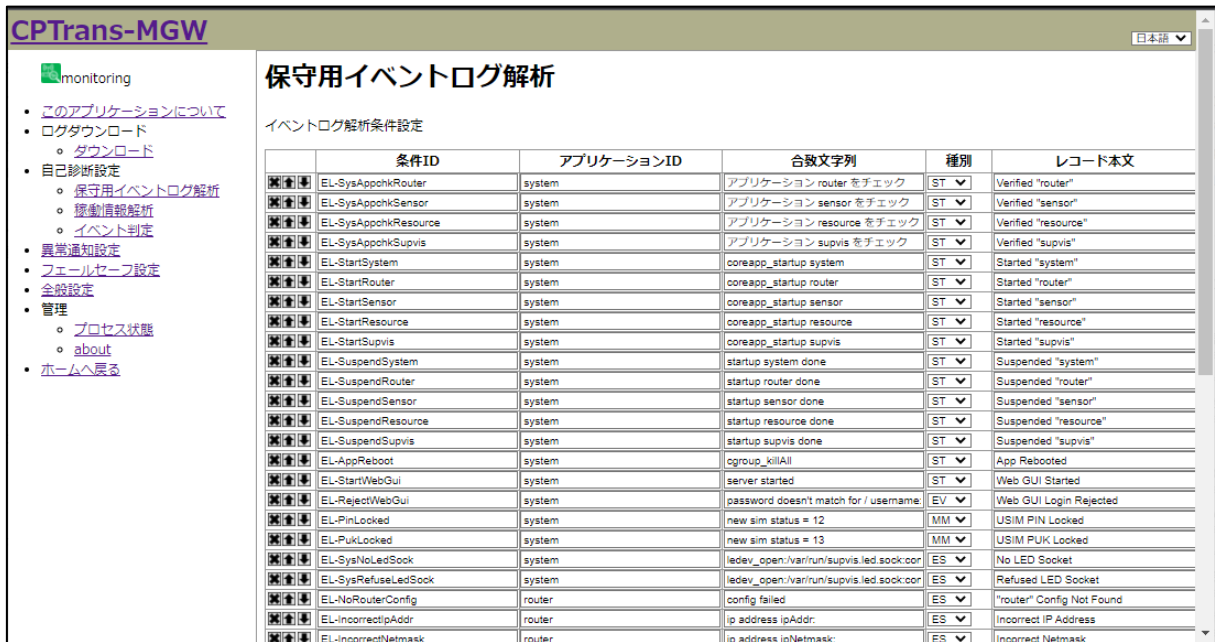 CPTrans-MGW
日本語
monitoring
このアプリケーションについて
ログダウンロード
ダウンロード
自己診断設定
保守用イベントログ解析
稼働情報解析
イベント判定
異常通知設定
フェールセーフ設定
全般設定
管理
プロセス状態
about
ホームへ戻る
保守用イベントログ解析
イベントログ解析条件設定
条件ID アプリケーションID 合致文字列 種別 レコード本文
EL-SysAppchkRouter system アプリケーション router をチェック ST Verified "router"
EL-SysAppchkSensor system アプリケーション sensor をチェック ST Verified "sensor"
EL-SysAppchkResource system アプリケーション resource をチェック ST Verified "resource"
EL-SysAppchkSupvis system アプリケーション supvis をチェック ST Verified "supvis"
EL-StartSystem system coreapp_startup system ST Started "system"
EL-StartRouter system coreapp_startup router ST Started "router"
EL-StartSensor system coreapp_startup sensor ST Started "sensor"
EL-StartResource system coreapp_startup resource ST Started "resource"
EL-StartSupvis system coreapp_startup supvis ST Started "supvis"
EL-SuspendSystem system startup system done ST Suspended "system"
EL-SuspendRouter system startup router done ST Suspended "router"
EL-SuspendSensor system startup sensor done ST Suspended "sensor"
EL-SuspendResource system startup resource done ST Suspended "resource"
EL-SuspendSupvis system startup supvis done ST Suspended "supvis"
EL-AppReboot system cgroup_killAll ST App Rebooted
EL-StartWebGui system server started ST Web GUI Started
EL-RejectWebGui system password doesn't match for / username: EV Web GUI Login Rejected
EL-PinLocked system new sim status = 12 MM USIM PIN Locked
EL-PukLocked system new sim status = 13 MM USIM PUK Locked
EL-SysNoLedSock system ledev_open:/var/run/supvis.led.sock:cor ES No LED Socket
EL-SysRefuseLedSock system ledev_open:/var/run/supvis.led.sock:cor ES Refused LED Socket
EL-NoRouterConfig router config failed ES "router" Config Not Found
EL-IncorrectIpAddr router ip address ipAddr: ES Incorrect IP Address
EL-IncorrectNetmask router ip address ipNetmask: ES Incorrect Netmask